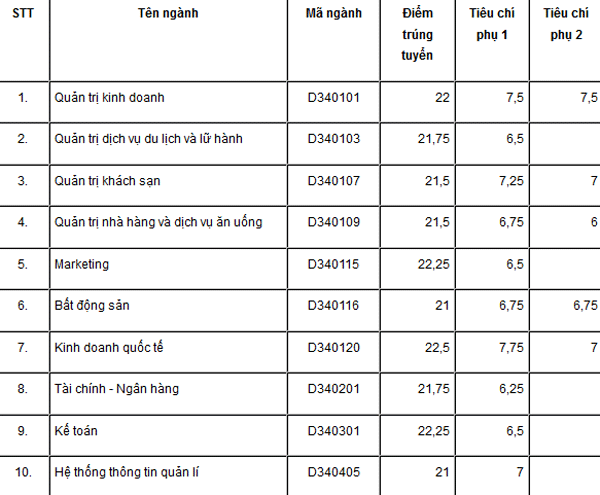 STT Tên ngành Mã ngành Điểm trúng tuyển Tiêu chí phụ 1 Tiêu chí phụ 2
1. Quản trị kinh doanh D340101 22 7,5 7,5
2. Quản trị dịch vụ du lịch và lữ hành D340103 21,75 6,5
3. Quản trị khách sạn D340107 21,5 7,25 7
4. Quản trị nhà hàng và dịch vụ ăn uống D340109 21,5 6,75 6
5. Marketing D340115 22,25 6,5
6. Bất động sản D340116 21 6,75 6,75
7. Kinh doanh quốc tế D340120 22,5 7,75 7
8. Tài chính - Ngân hàng D340201 21,75 6,25
9. Kế toán D340301 22,25 6,5
10. Hệ thống thông tin quản lí D340405 21 7